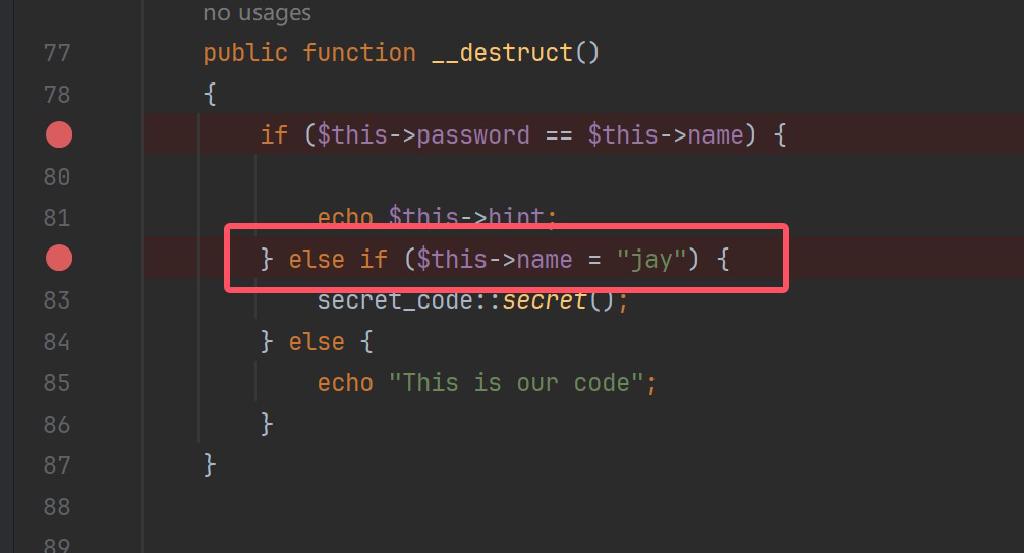 no usages
77 public function __destruct()
78 {
if ($this->password == $this->name) {
80
81 echo $this->hint;
} else if ($this->name = "jay") {
83 secret_code::secret();
84 } else {
85 echo "This is our code";
86 }
87 }
88
89